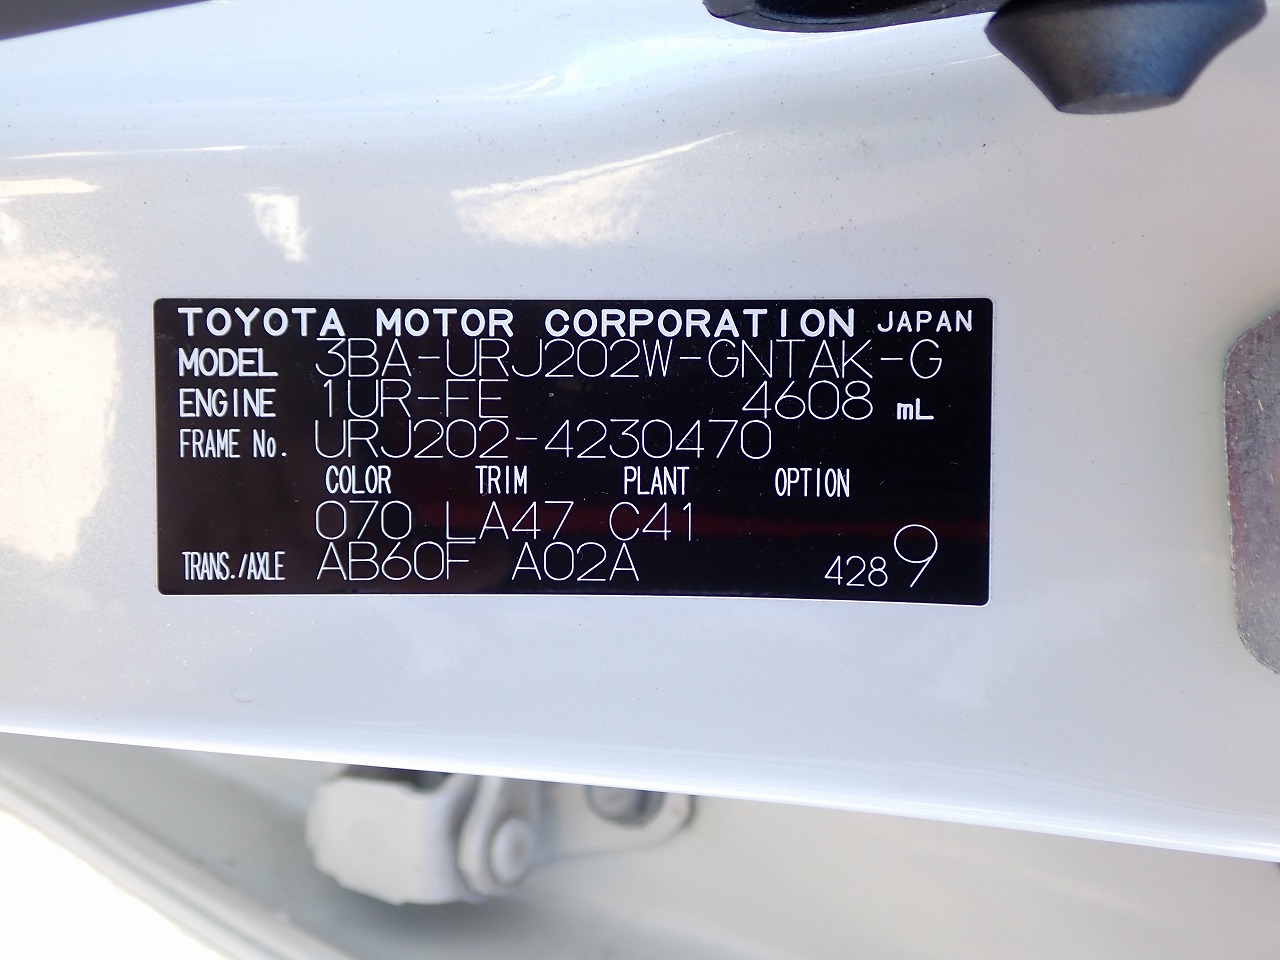 TOYOTA MOTOR CORPORATION JAPAN
MODEL 3BA-URJ202W-GNTAK-G
ENGINE 1UR-FE 4608 mL
FRAME No. URJ202-4230470
COLOR TRIM PLANT OPTION
070 LA47 C41
TRANS./AXLE AB60F A02A 4289